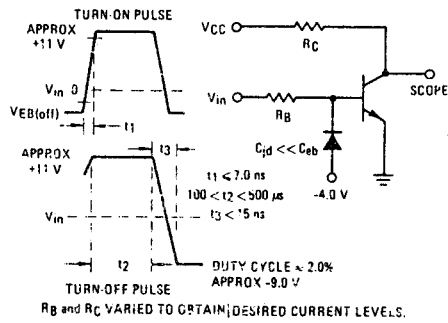 TURN-ON PULSE
APPROX
+11 V
Vin 0
VEB(off)
t1
t3
APPROX
+11 V
Vin
t1 ≤ 7.0 ns
100 < t2 < 500 µs
t3 < 15 ns
t2
DUTY CYCLE ≈ 2.0%
APPROX -9.0 V
TURN-OFF PULSE
VCC
RC
SCOPE
Vin
RB
Cjd << Ceb
-4.0 V
RB and RC VARIED TO OBTAIN DESIRED CURRENT LEVELS.